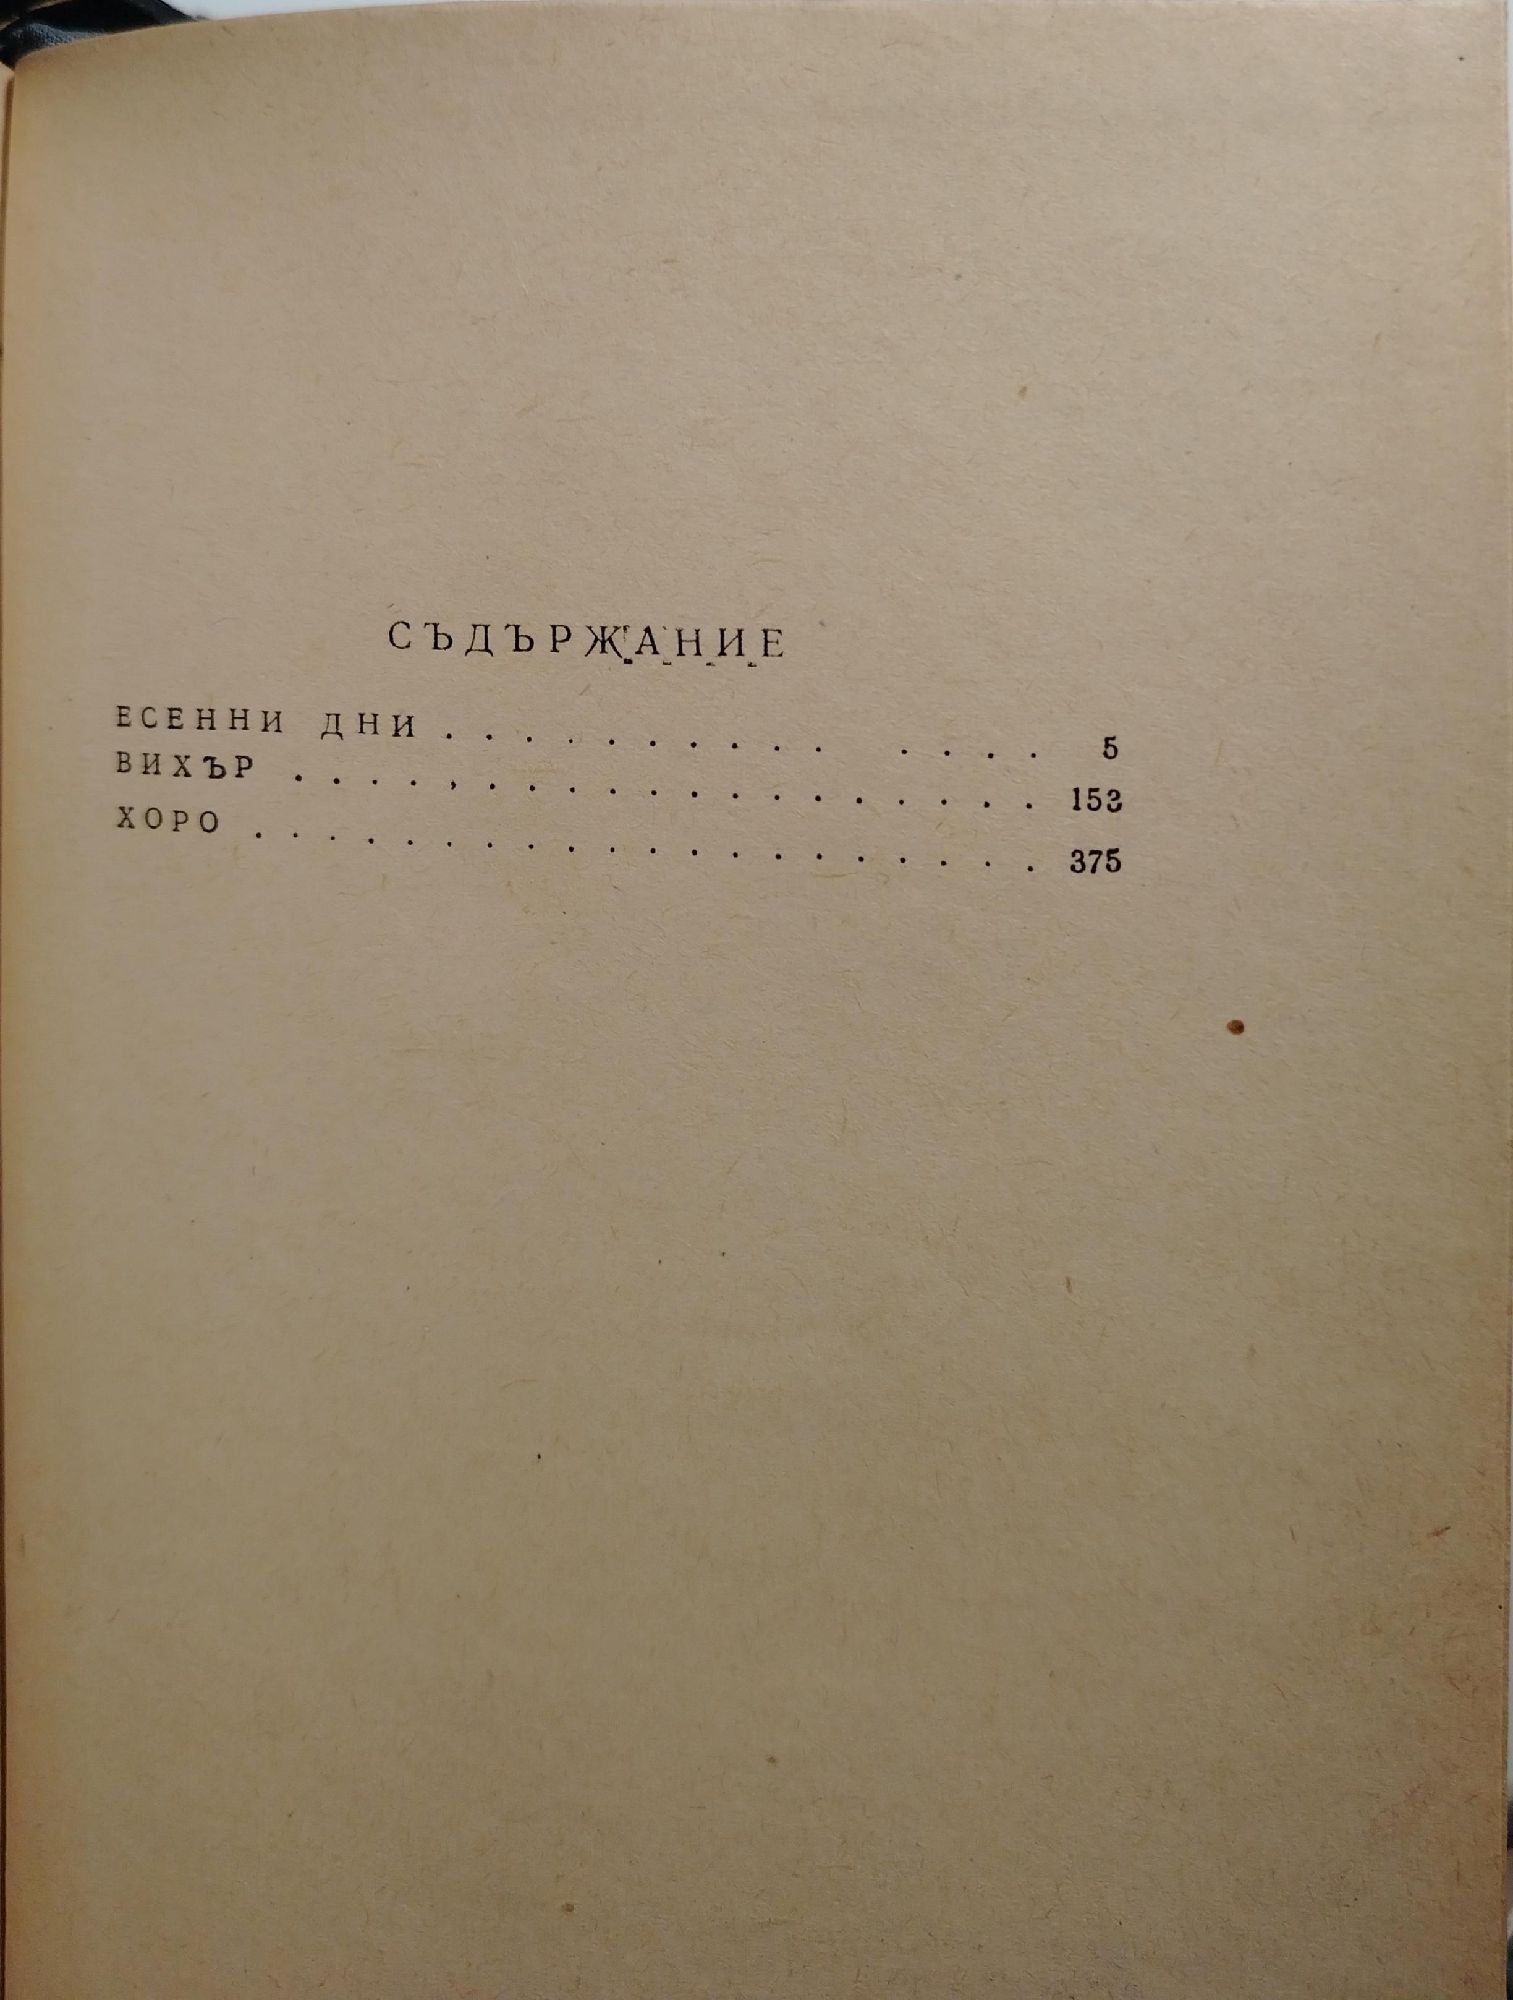 СЪДЪРЖАНИЕ
ЕСЕННИ ДНИ . . . . . . . . . . . . . . 5
ВИХЪР . . . . . . . . . . . . . . . . . . . 153
ХОРО . . . . . . . . . . . . . . . . . . . . 375